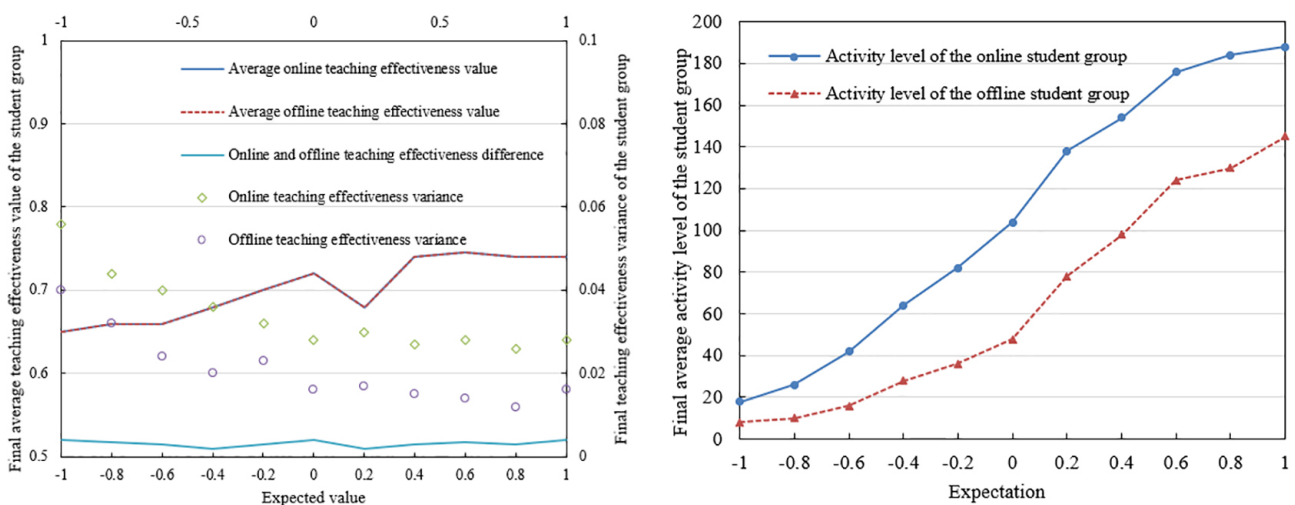 -1 -0.5 0 0.5 1
Final average teaching effectiveness value of the student group
1
0.9
0.8
0.7
0.6
0.5
Average online teaching effectiveness value
Average offline teaching effectiveness value
Online and offline teaching effectiveness difference
Online teaching effectiveness variance
Offline teaching effectiveness variance
0.1
0.08
0.06
0.04
0.02
0
Final teaching effectiveness variance of the student group
-1 -0.8 -0.6 -0.4 -0.2 0 0.2 0.4 0.6 0.8 1
Expected value
Final average activity level of the student group
200
180
160
140
120
100
80
60
40
20
0
Activity level of the online student group
Activity level of the offline student group
-1 -0.8 -0.6 -0.4 -0.2 0 0.2 0.4 0.6 0.8 1
Expectation